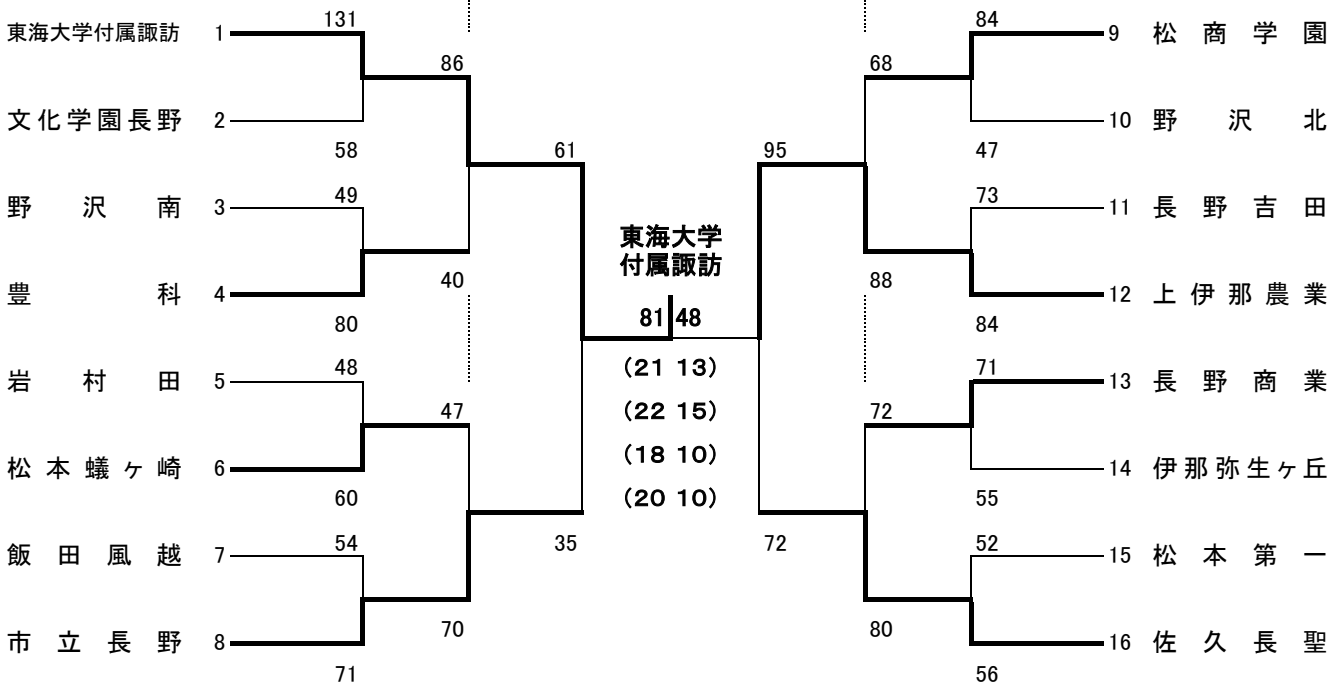 131 84
東海大学付属諏訪 1 9 松商学園
86 68
文化学園長野 2 10 野沢北
58 61 95 47
49 73
野沢南 3 11 長野吉田
東海大学
付属諏訪
40 88
豊科 4 12 上伊那農業
80 81 48 84
48 (21 13) 71
岩村田 5 13 長野商業
47 (22 15) 72
(18 10)
松本蟻ヶ崎 6 14 伊那弥生ヶ丘
60 (20 10) 55
54 35 72 52
飯田風越 7 15 松本第一
70 80
市立長野 8 16 佐久長聖
71 56